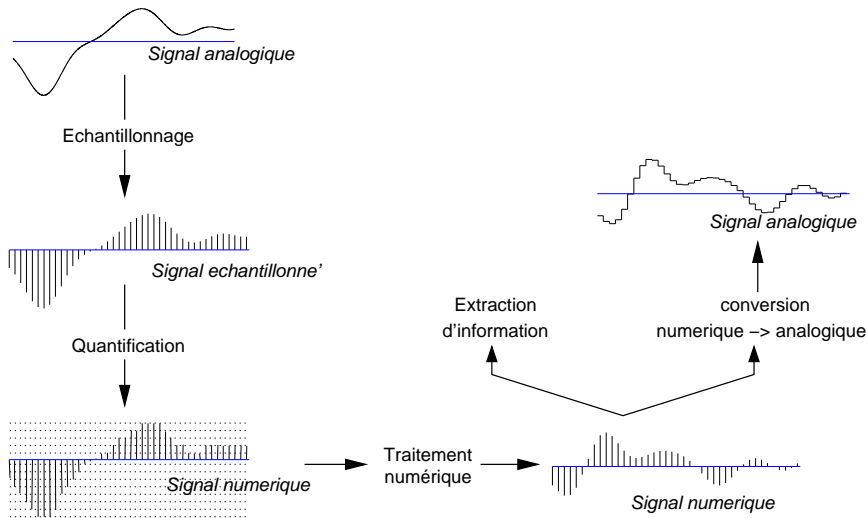 Signal analogique
Echantillonnage
Signal echantillonne'
Quantification
Signal numerique
Traitement
numérique
Signal numerique
Extraction
d'information
conversion
numerique −> analogique
Signal analogique